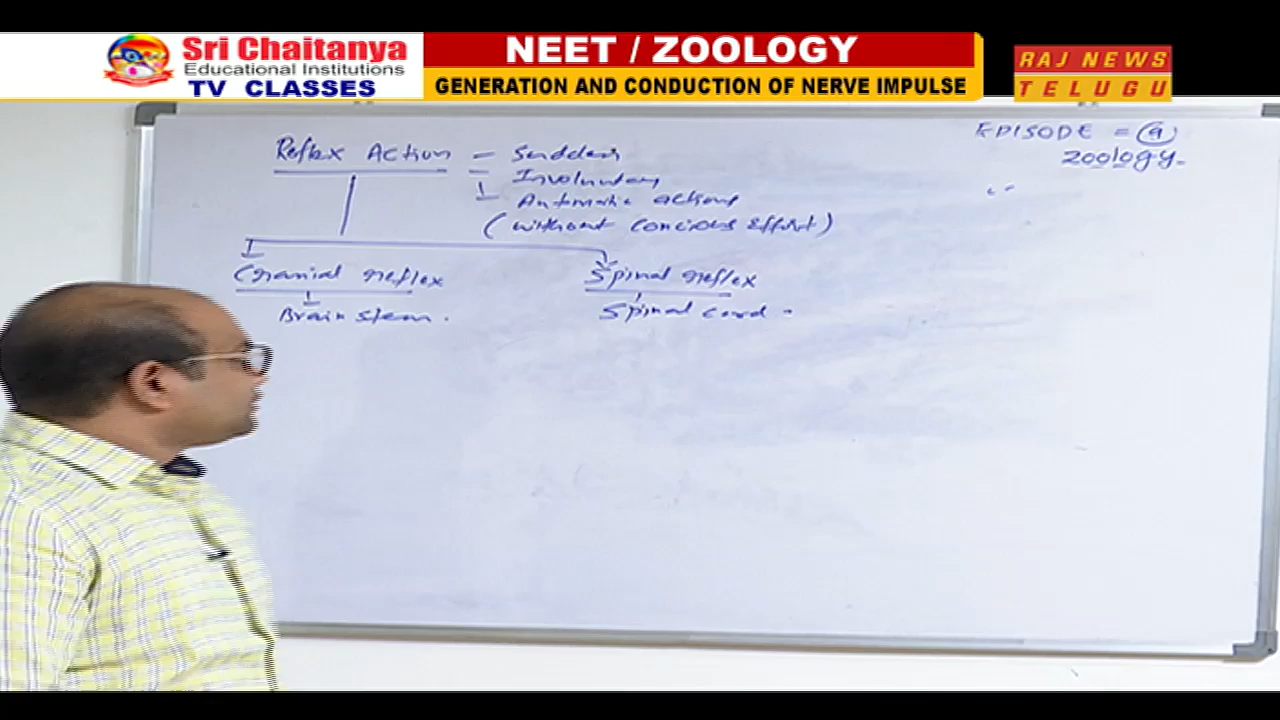 Sri Chaitanya
Educational Institutions
TV CLASSES
NEET / ZOOLOGY
GENERATION AND CONDUCTION OF NERVE IMPULSE
RAJ NEWS
TELUGU
EPISODE = 9
Zoology
Reflex Action - Sudden
Involuntary
Automatic actions
(without concious effort)
Cranial reflex
Brain stem.
Spinal reflex
Spinal cord.